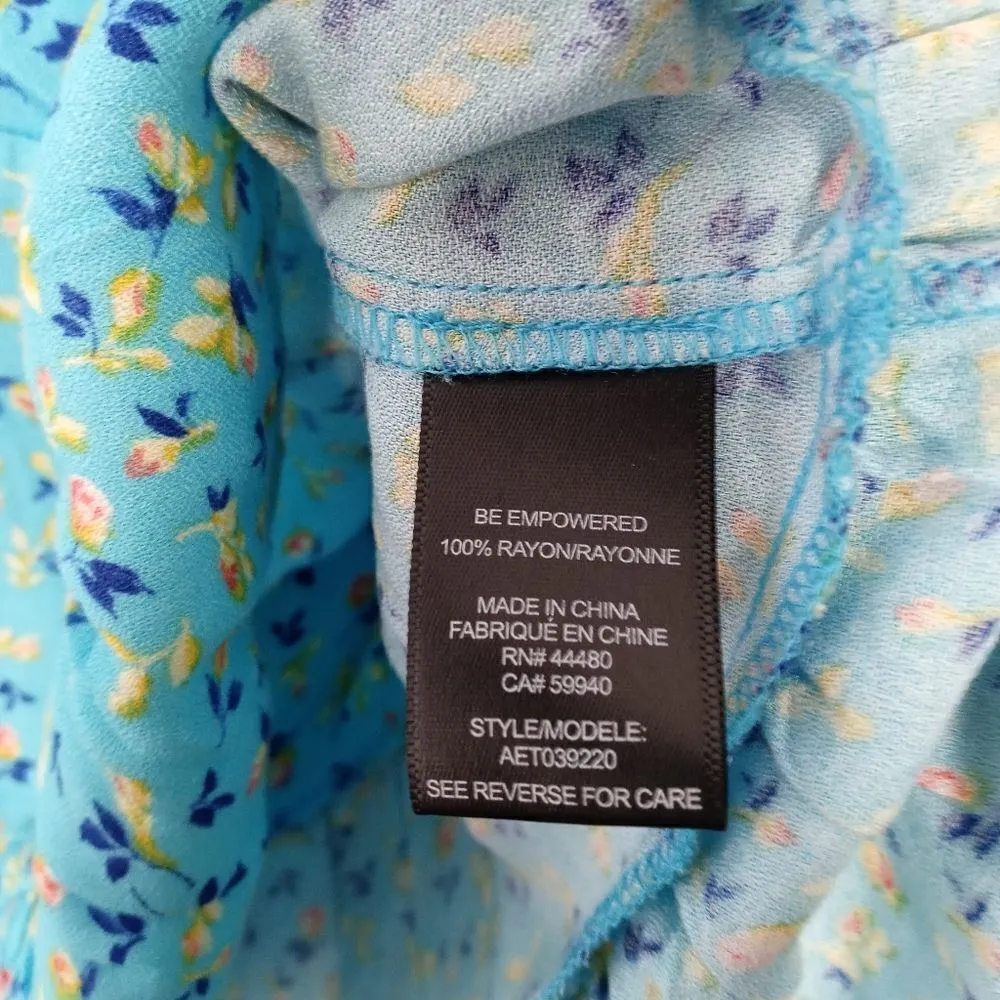 BE EMPOWERED
100% RAYON/RAYONNE
MADE IN CHINA
FABRIQUÉ EN CHINE
RN# 44480
CA# 59940
STYLE/MODELE:
AET039220
SEE REVERSE FOR CARE